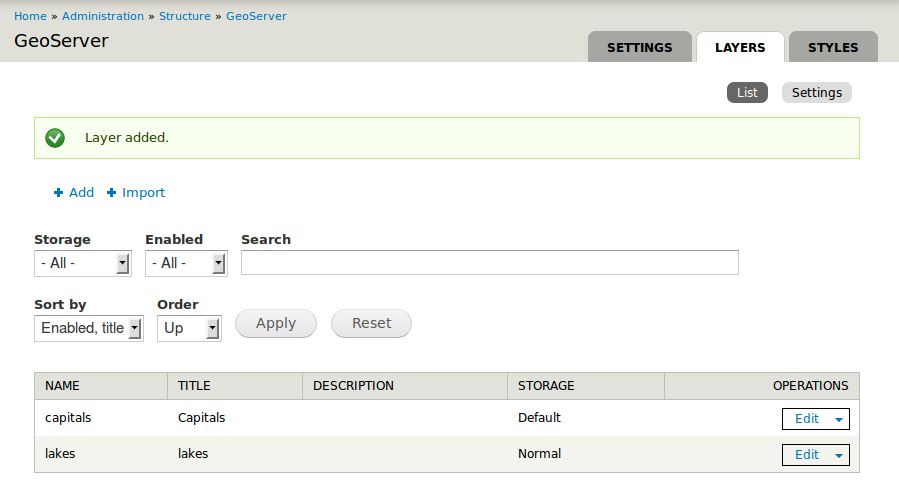 Home » Administration » Structure » GeoServer
GeoServer
SETTINGS LAYERS STYLES
List Settings
Layer added.
Add Import
Storage Enabled Search
- All - - All -
Sort by Order
Enabled, title Up Apply Reset
NAME TITLE DESCRIPTION STORAGE OPERATIONS
capitals Capitals Default Edit
lakes lakes Normal Edit